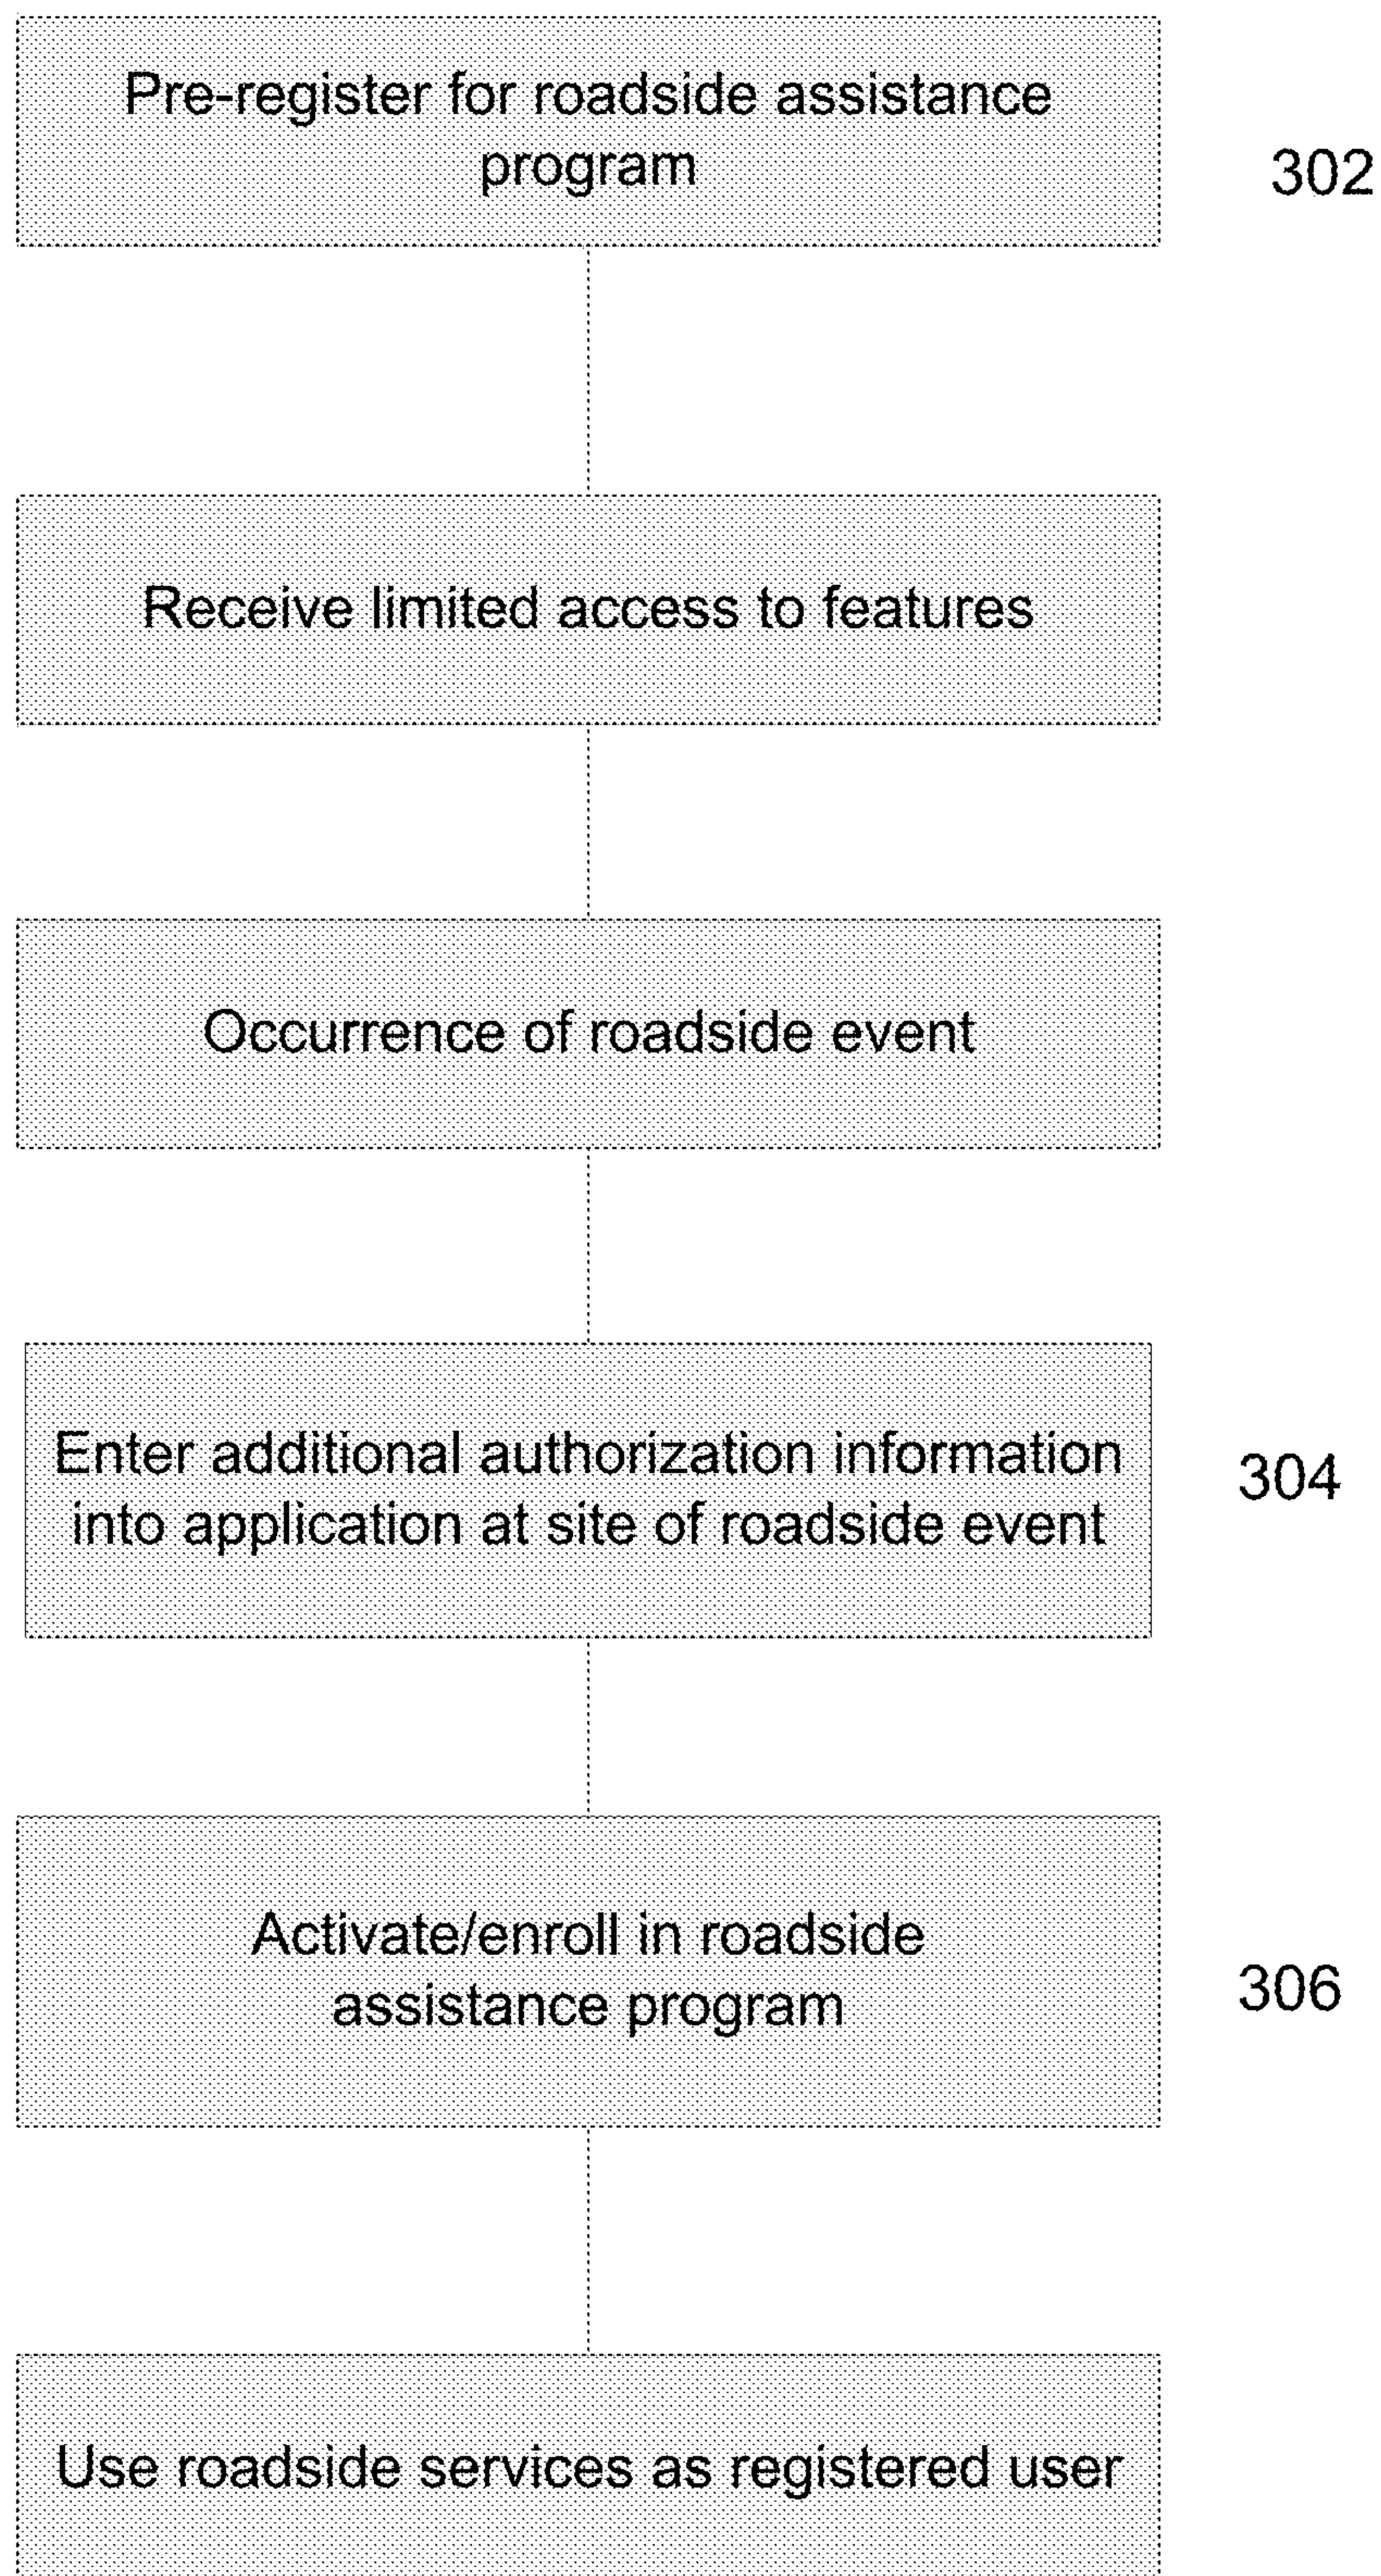 Pre-register for roadside assistance
program
302
Receive limited access to features
Occurrence of roadside event
Enter additional authorization information
into application at site of roadside event
304
Activate/enroll in roadside
assistance program
306
Use roadside services as registered user